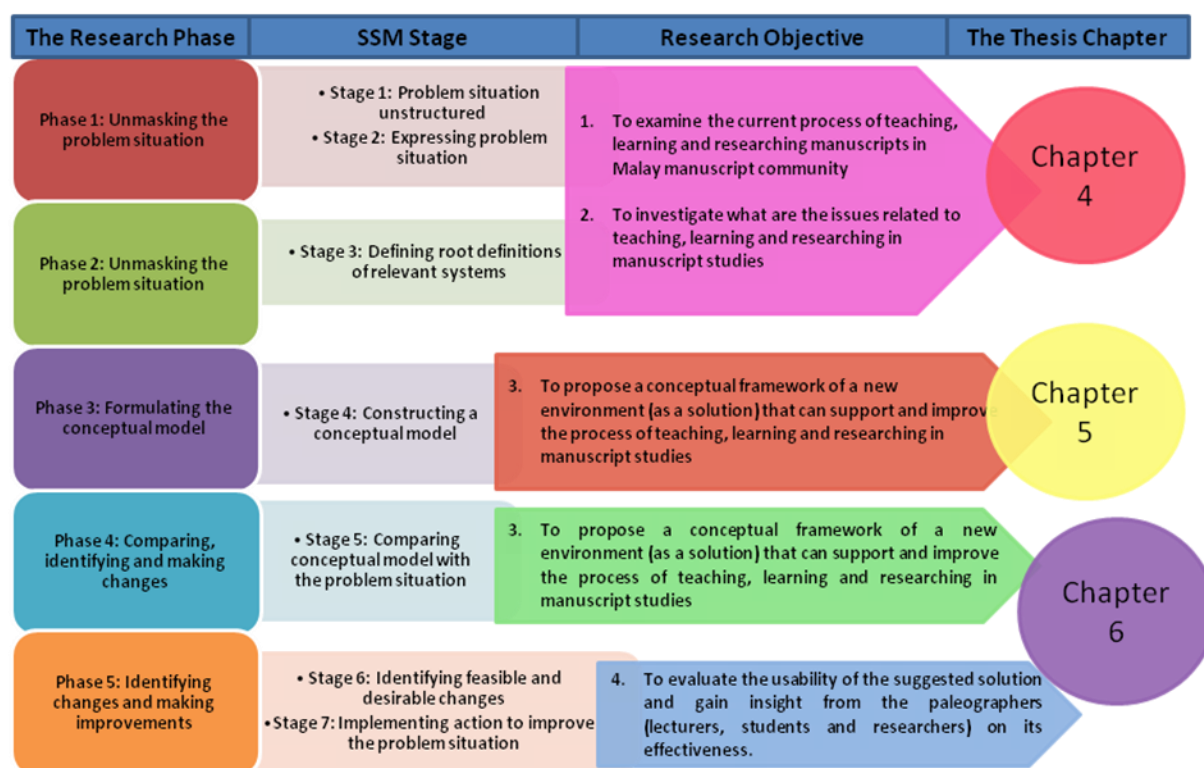 The Research Phase
SSM Stage
Research Objective
The Thesis Chapter
Phase 1: Unmasking the
problem situation
• Stage 1: Problem situation
unstructured
• Stage 2: Expressing problem
situation
1. To examine the current process of teaching,
learning and researching manuscripts in
Malay manuscript community
2. To investigate what are the issues related to
teaching, learning and researching in
manuscript studies
Chapter
4
Phase 2: Unmasking the
problem situation
• Stage 3: Defining root definitions
of relevant systems
Phase 3: Formulating the
conceptual model
• Stage 4: Constructing a
conceptual model
3. To propose a conceptual framework of a new
environment (as a solution) that can support and improve
the process of teaching, learning and researching in
manuscript studies
Chapter
5
Phase 4: Comparing,
identifying and making
changes
• Stage 5: Comparing
conceptual model with
the problem situation
3. To propose a conceptual framework of a new
environment (as a solution) that can support and improve
the process of teaching, learning and researching in
manuscript studies
Chapter
6
Phase 5: Identifying
changes and making
improvements
• Stage 6: Identifying feasible and
desirable changes
• Stage 7: Implementing action to improve
the problem situation
4. To evaluate the usability of the suggested solution
and gain insight from the paleographers
(lecturers, students and researchers) on its
effectiveness.